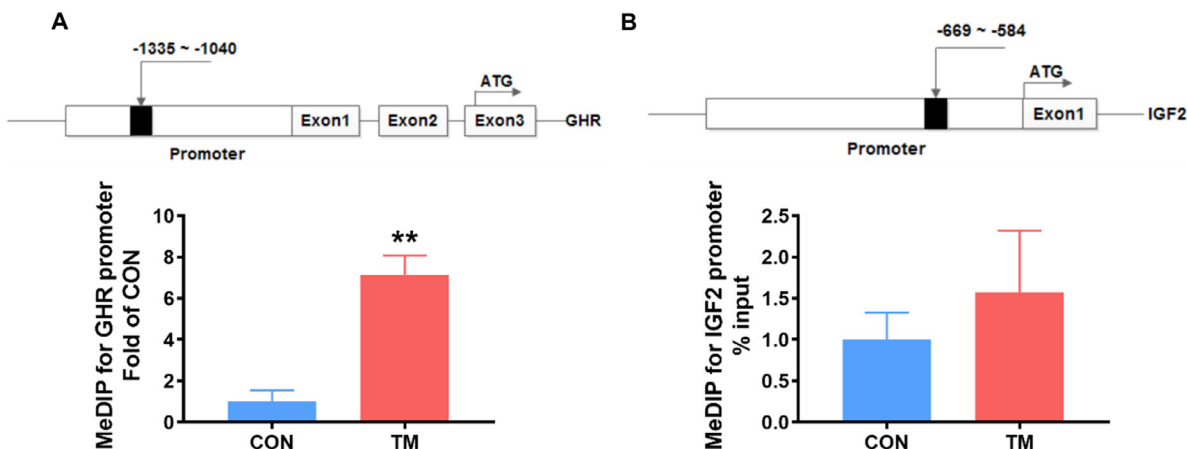 A
-1335 ~ -1040
ATG
Exon1 Exon2 Exon3 GHR
Promoter
MeDIP for GHR promoter
Fold of CON
10
8
6
4
2
0
**
CON TM
B
-669 ~ -584
ATG
Exon1 IGF2
Promoter
MeDIP for IGF2 promoter
% input
2.5
2.0
1.5
1.0
0.5
0.0
CON TM